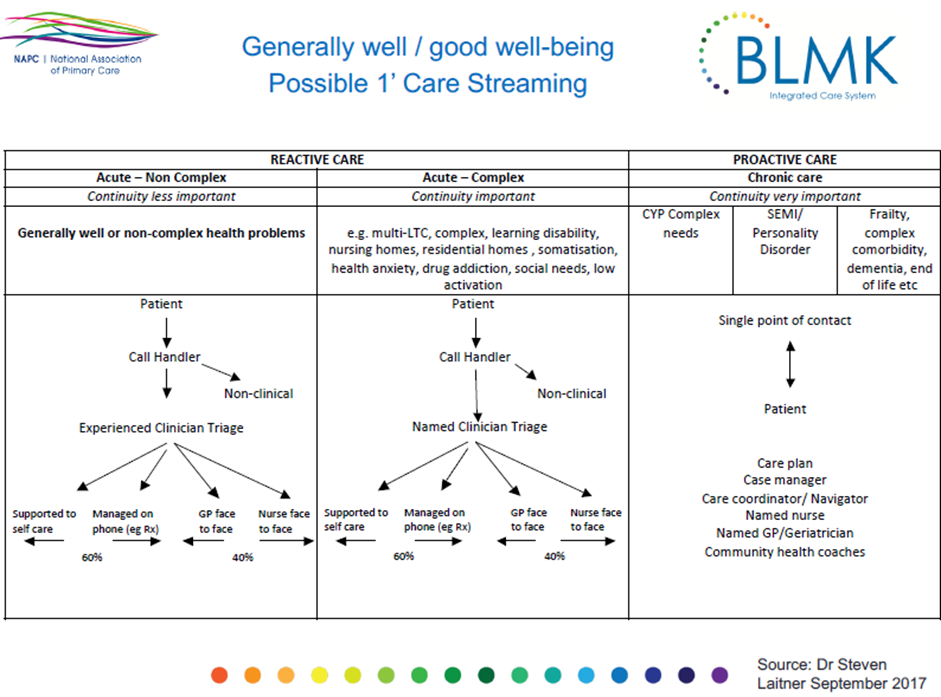 NAPC | National Association
of Primary Care
Generally well / good well-being
Possible 1’ Care Streaming
BLMK
Integrated Care System
REACTIVE CARE
PROACTIVE CARE
Acute – Non Complex
Acute – Complex
Chronic care
Continuity less important
Continuity important
Continuity very important
Generally well or non-complex health problems
e.g. multi-LTC, complex, learning disability,
nursing homes, residential homes , somatisation,
health anxiety, drug addiction, social needs, low
activation
CYP Complex
needs
SEMI/
Personality
Disorder
Frailty,
complex
comorbidity,
dementia, end
of life etc
Patient
Call Handler
Non-clinical
Experienced Clinician Triage
Supported to
self care
Managed on
phone (eg Rx)
GP face
to face
Nurse face
to face
60%
40%
Patient
Call Handler
Non-clinical
Named Clinician Triage
Supported to
self care
Managed on
phone (eg Rx)
GP face
to face
Nurse face
to face
60%
40%
Single point of contact
Patient
Care plan
Case manager
Care coordinator/ Navigator
Named nurse
Named GP/Geriatrician
Community health coaches
Source: Dr Steven
Laitner September 2017